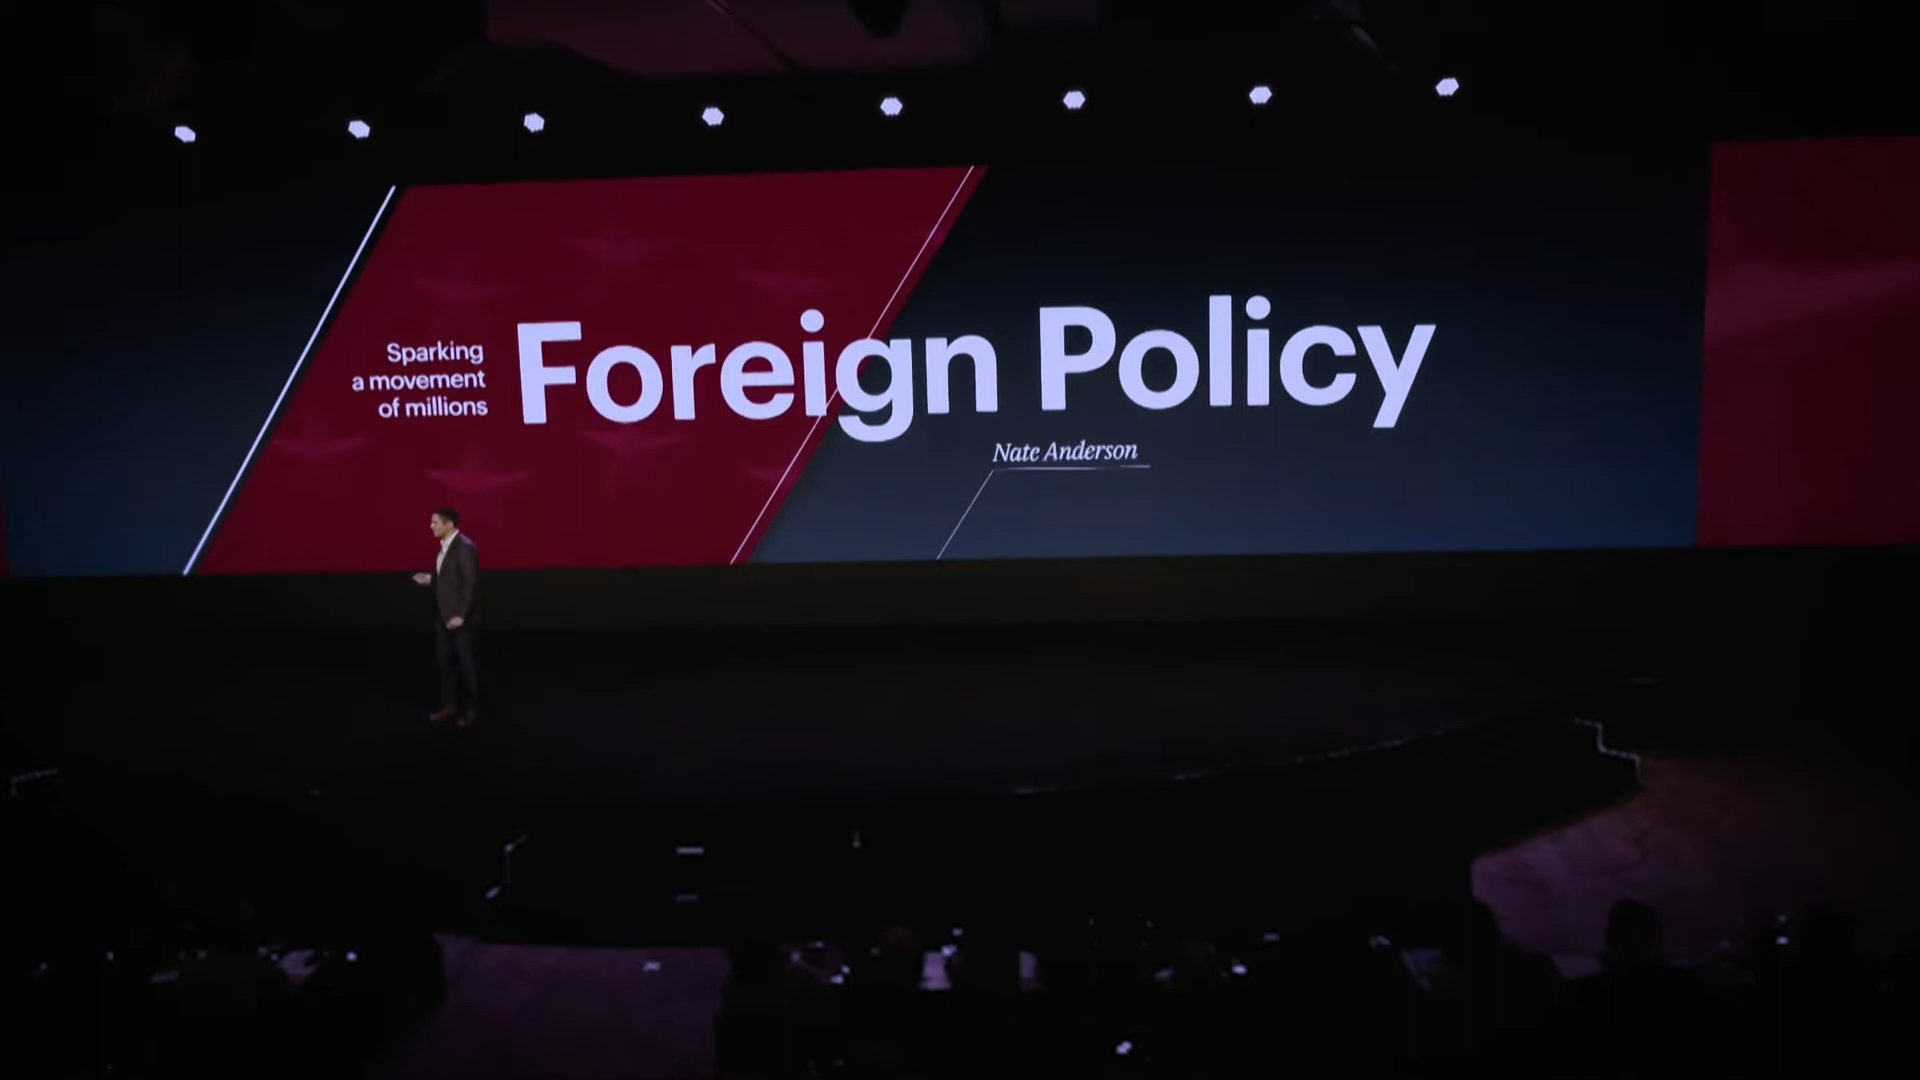 Sparking
a movement
of millions
Foreign Policy
Nate Anderson